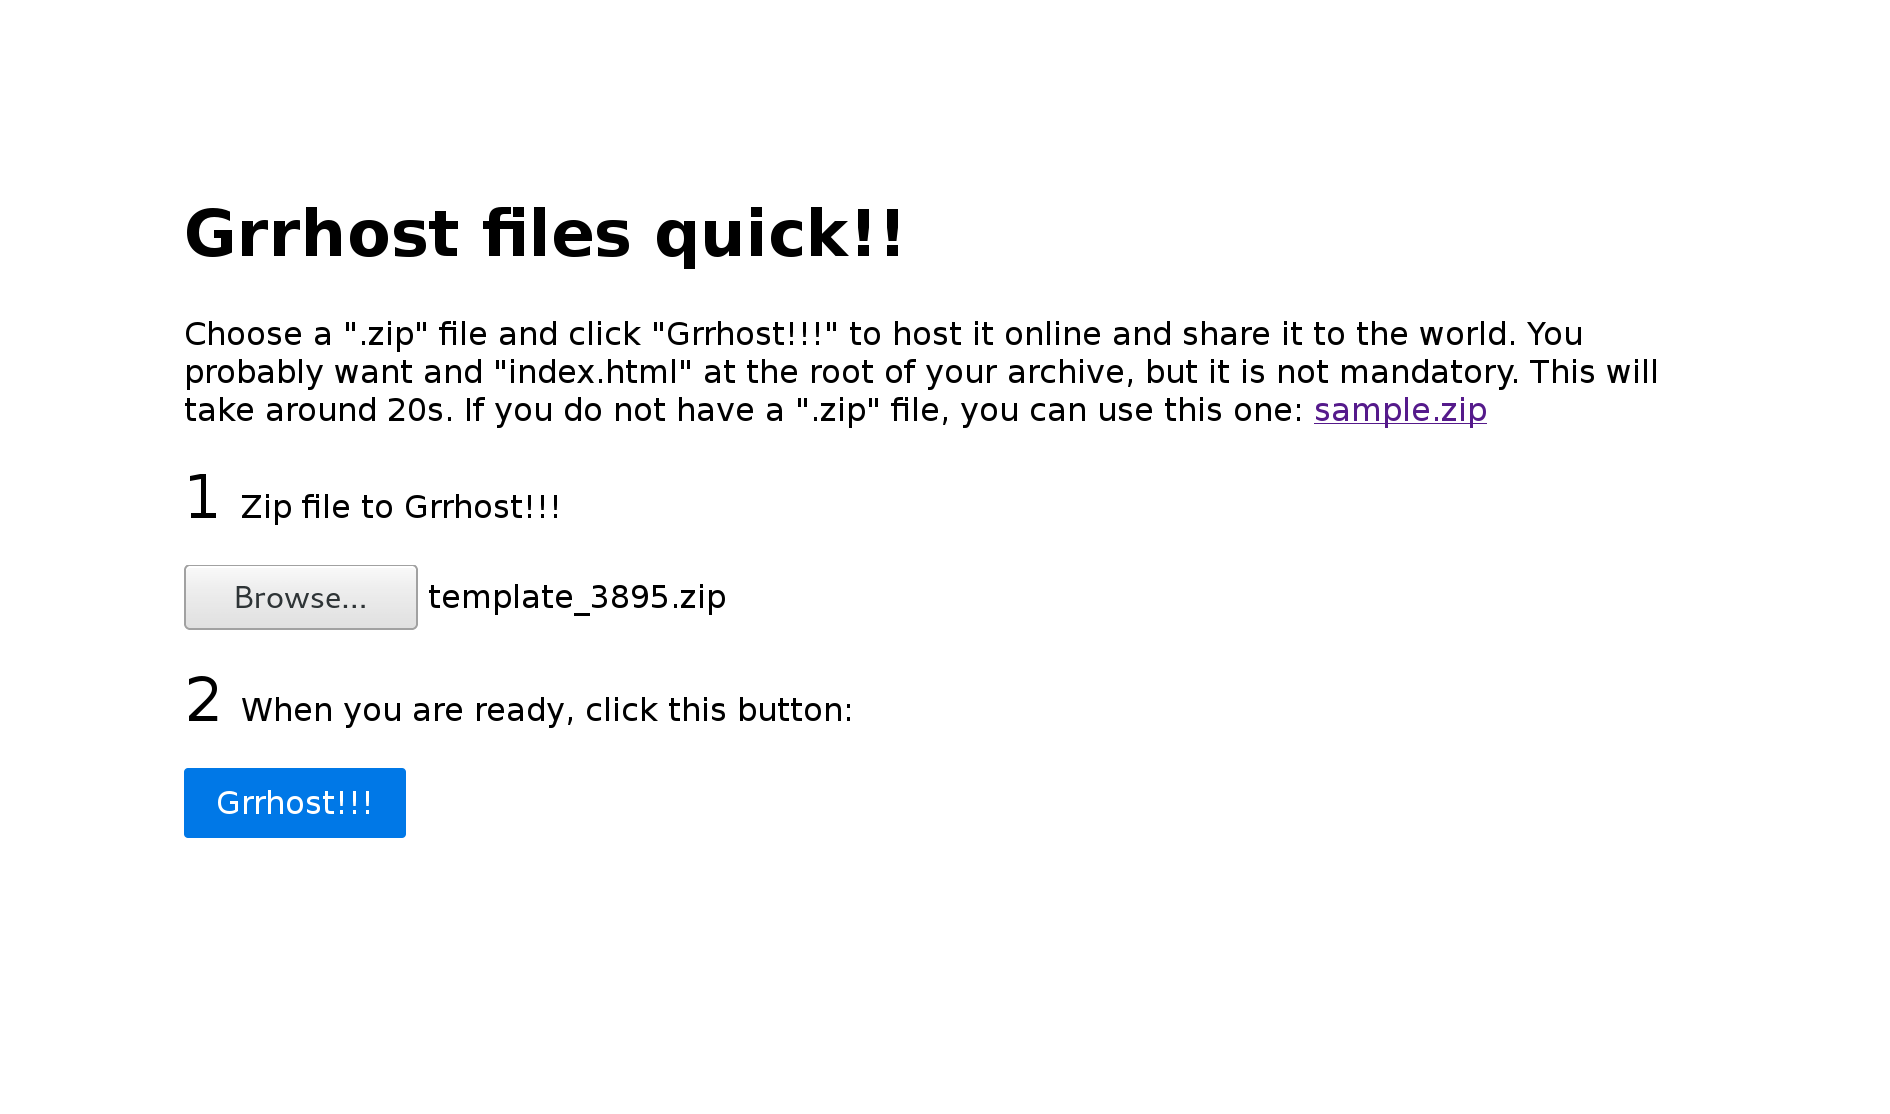 Grrhost files quick!!
Choose a ".zip" file and click "Grrhost!!!" to host it online and share it to the world. You
probably want and "index.html" at the root of your archive, but it is not mandatory. This will
take around 20s. If you do not have a ".zip" file, you can use this one: sample.zip
1 Zip file to Grrhost!!!
Browse... template_3895.zip
2 When you are ready, click this button:
Grrhost!!!